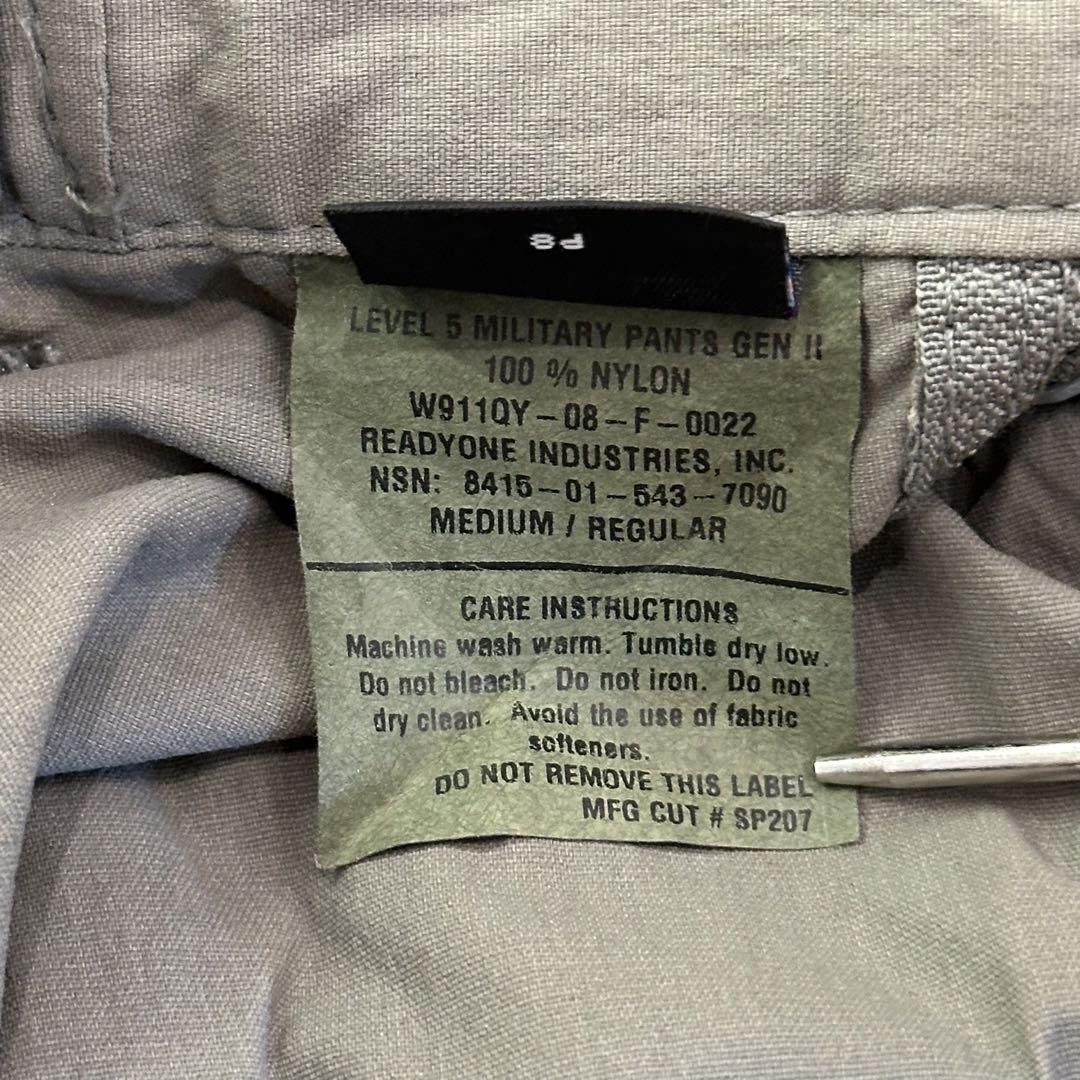 P8
LEVEL 5 MILITARY PANTS GEN II
100 % NYLON
W911QY-08-F-0022
READYONE INDUSTRIES, INC.
NSN: 8415-01-543-7090
MEDIUM / REGULAR
CARE INSTRUCTIONS
Machine wash warm. Tumble dry low.
Do not bleach. Do not iron. Do not
dry clean. Avoid the use of fabric
softeners.
DO NOT REMOVE THIS LABEL
MFG CUT # SP207